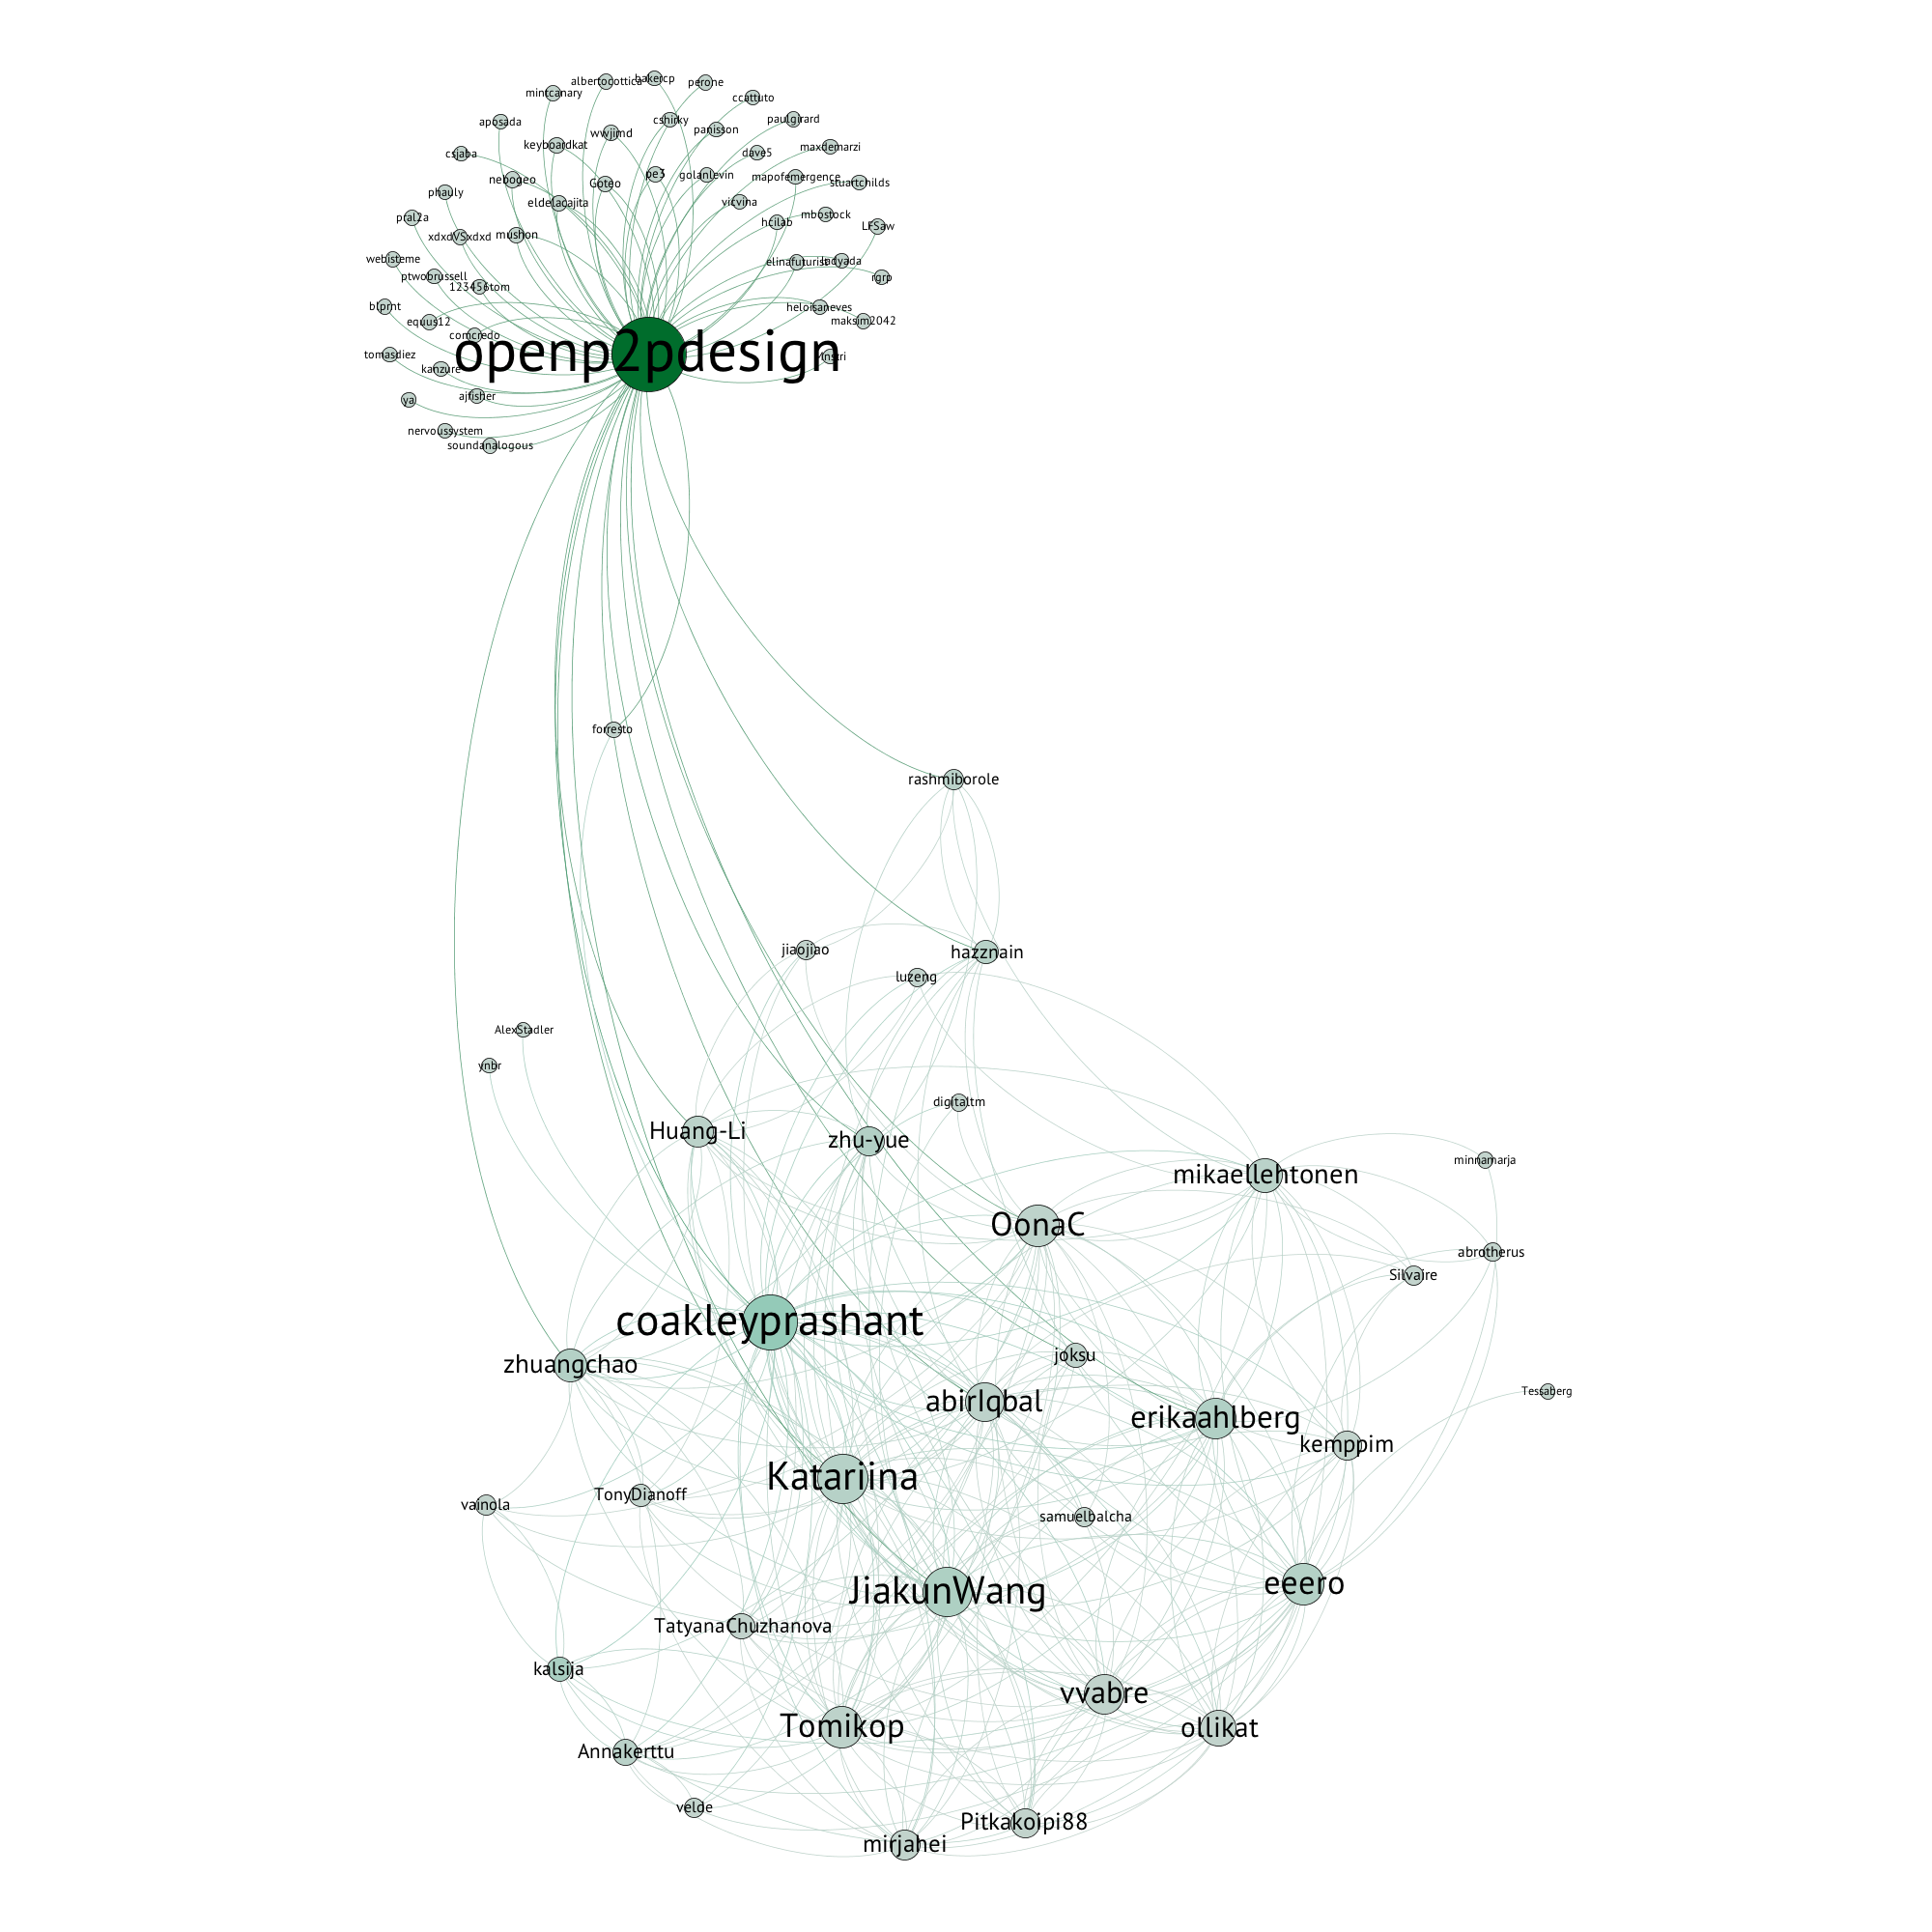 bakercp
albertocottica
perone
mintcanary
ccattuto
cshirky
paulgirard
aposada
panisson
wwjimd
keyboardkat
maxdemarzi
csjaba
dave5
pe3
golanlevin
mapofemergence
nebogeo
Goteo
stuartchilds
phauly
eldelacajita
vicvina
mbostock
pral2a
hcilab
LFSaw
xdxdVSxdxd
mushon
webisteme
elinafuturist
ladyada
ptwobrussell
rgrp
123456tom
blprnt
heloisaneves
equus12
maksim2042
comcredo
openp2pdesign
tomasdiez
kanzure
ajfisher
ya
nervoussystem
soundanalogous
forresto
rashmiborole
jiaojiao
hazznain
luzeng
AlexStadler
ynbr
digitaltm
Huang-Li
zhu-yue
minnamarja
mikaellehtonen
OonaC
abrotherus
Silvaire
coakleyprashant
joksu
zhuangchao
Tessaberg
abirIqbal
erikaahlberg
kemppim
Katariina
TonyDianoff
vainola
samuelbalcha
eeero
JiakunWang
TatyanaChuzhanova
kalsija
vvabre
Tomikop
ollikat
Annakerttu
velde
Pitkakoipi88
mirjahei